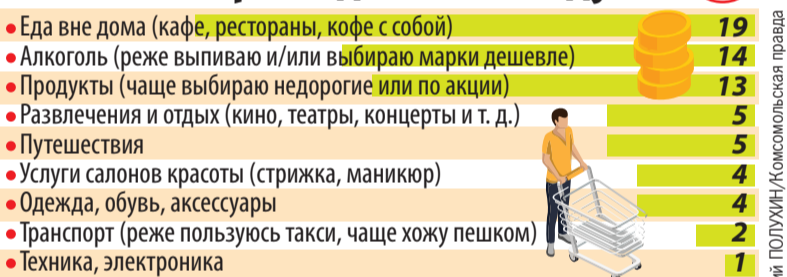 • Еда вне дома (кафе, рестораны, кофе с собой) 19
• Алкоголь (реже выпиваю и/или выбираю марки дешевле) 14
• Продукты (чаще выбираю недорогие или по акции) 13
• Развлечения и отдых (кино, театры, концерты и т. д.) 5
• Путешествия 5
• Услуги салонов красоты (стрижка, маникюр) 4
• Одежда, обувь, аксессуары 4
• Транспорт (реже пользуюсь такси, чаще хожу пешком) 2
• Техника, электроника 1
ПОЛУХИН/Комсомольская правда